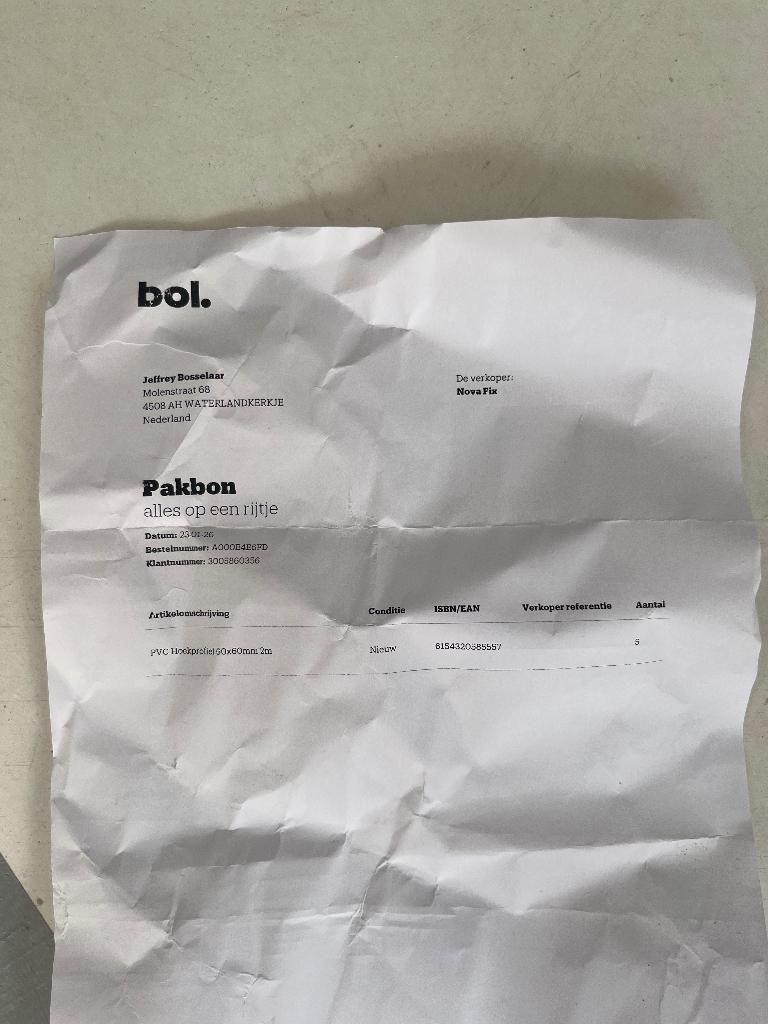 bol.
Jeffrey Bosselaar
Molenstraat 68
4508 AH WATERLANDKERKJE
Nederland
De verkoper:
Nova Fix
Pakbon
alles op een rijtje
Datum: 23-01-26
Bestelnummer: A000B4E6FD
Klantnummer: 3005860356
Artikelomschrijving Conditie ISBN/EAN Verkoper referentie Aantal
PVC Hoekprofiel 60x60mm 2m Nieuw 6154320585557 5